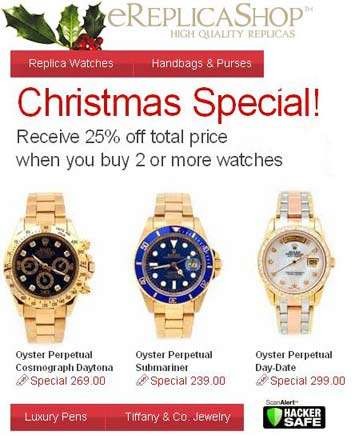 eReplicaShop™
HIGH QUALITY REPLICAS
Replica Watches
Handbags & Purses
Christmas Special!
Receive 25% off total price
when you buy 2 or more watches
Oyster Perpetual
Cosmograph Daytona
Special 269.00
Oyster Perpetual
Submariner
Special 239.00
Oyster Perpetual
Day-Date
Special 299.00
Luxury Pens
Tiffany & Co. Jewelry
ScanAlert™
HACKER
SAFE